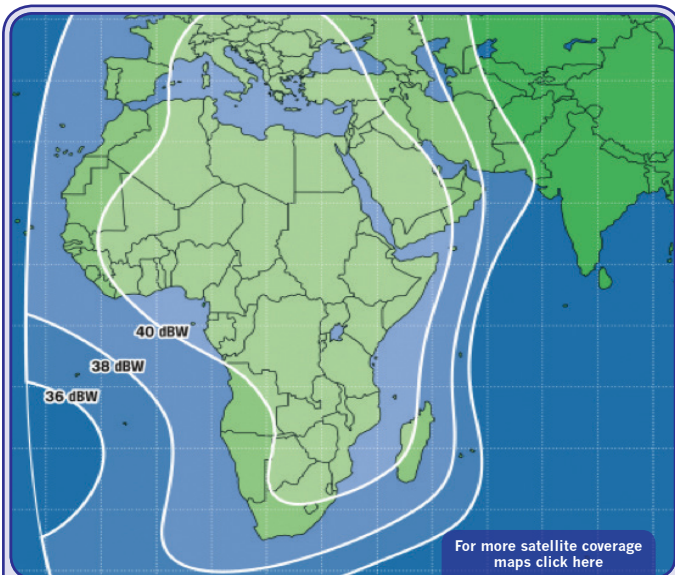 40 dBW
38 dBW
36 dBW
For more satellite coverage
maps click here